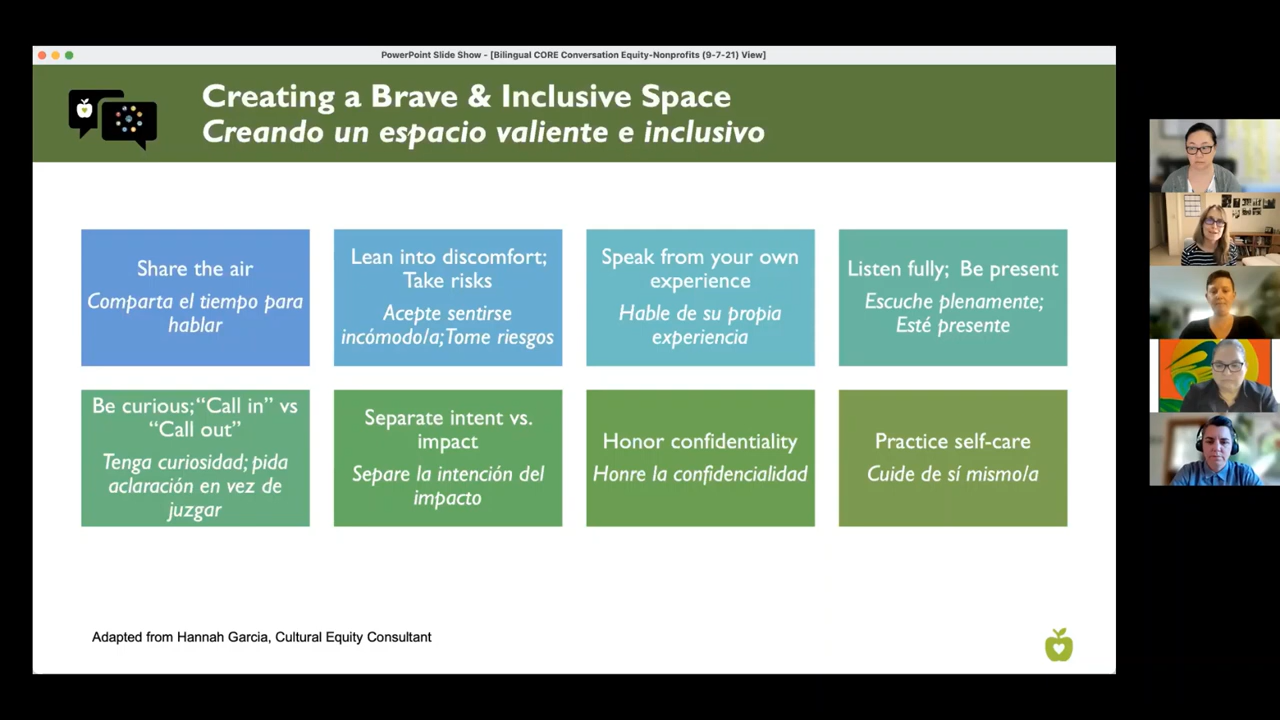 PowerPoint Slide Show - [Bilingual CORE Conversation Equity-Nonprofits (9-7-21) View]
Creating a Brave & Inclusive Space
Creando un espacio valiente e inclusivo
Share the air
Comparta el tiempo para
hablar
Lean into discomfort;
Take risks
Acepte sentirse
incómodo/a;Tome riesgos
Speak from your own
experience
Hable de su propia
experiencia
Listen fully;  Be present
Escuche plenamente;
Esté presente
Be curious; “Call in” vs
“Call out”
Tenga curiosidad; pida
aclaración en vez de
juzgar
Separate intent vs.
impact
Separe la intención del
impacto
Honor confidentiality
Honre la confidencialidad
Practice self-care
Cuide de sí mismo/a
Adapted from Hannah Garcia, Cultural Equity Consultant